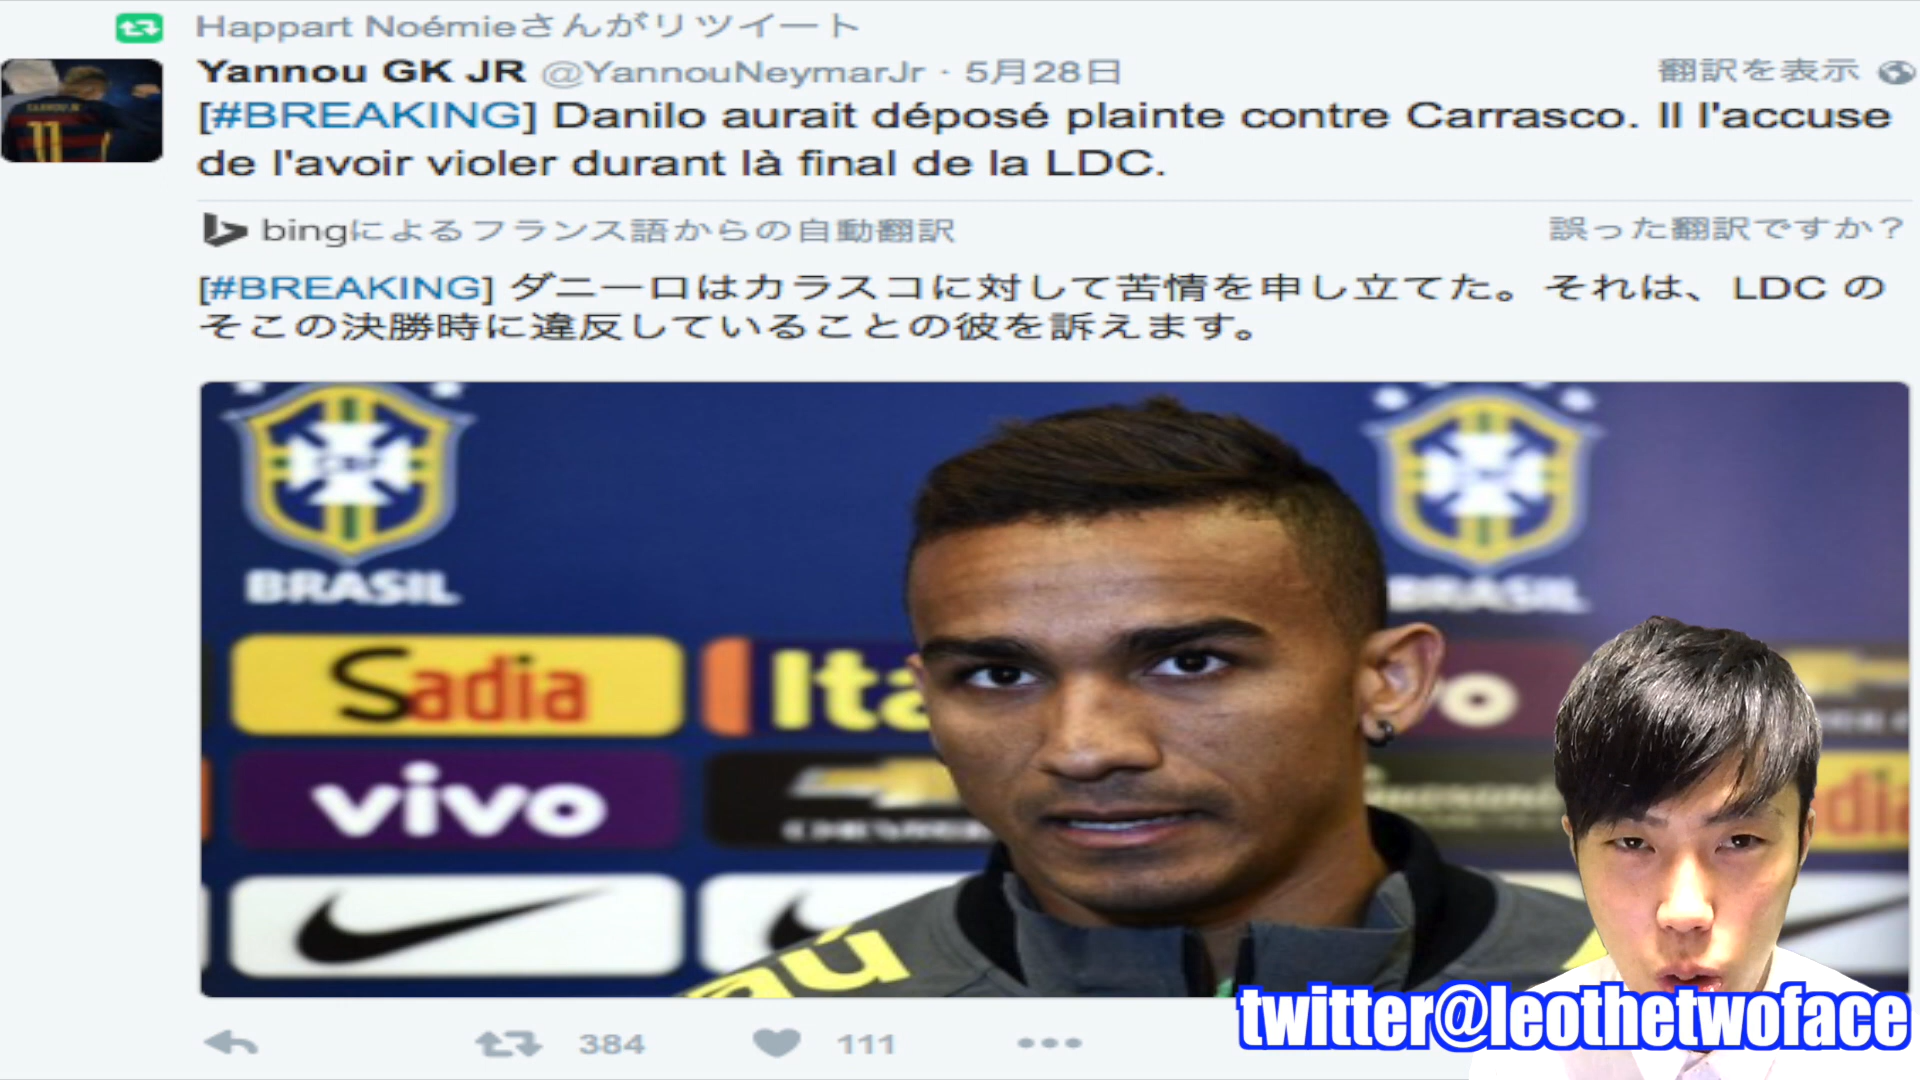 Happart Noémieさんがリツイート
Yannou GK JR @YannouNeymarJr · 5月28日
翻訳を表示
[#BREAKING] Danilo aurait déposé plainte contre Carrasco. Il l'accuse
de l'avoir violer durant là final de la LDC.
bingによるフランス語からの自動翻訳
誤った翻訳ですか？
[#BREAKING] ダニーロはカラスコに対して苦情を申し立てた。それは、LDC の
そこの決勝時に違反していることの彼を訴えます。
BRASIL
BRASIL
Sadia
Ita
vo
vivo
CHEVROLE
dia
11
384
111
twitter@leothetwoface